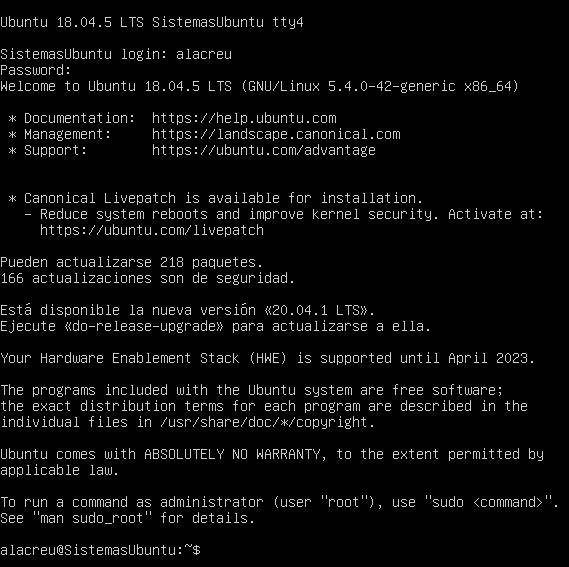 Ubuntu 18.04.5 LTS SistemasUbuntu tty4
SistemasUbuntu login: alacreu
Password:
Welcome to Ubuntu 18.04.5 LTS (GNU/Linux 5.4.0-42-generic x86_64)
* Documentation:  https://help.ubuntu.com
* Management:     https://landscape.canonical.com
* Support:        https://ubuntu.com/advantage
* Canonical Livepatch is available for installation.
- Reduce system reboots and improve kernel security. Activate at:
https://ubuntu.com/livepatch
Pueden actualizarse 218 paquetes.
166 actualizaciones son de seguridad.
Está disponible la nueva versión «20.04.1 LTS».
Ejecute «do-release-upgrade» para actualizarse a ella.
Your Hardware Enablement Stack (HWE) is supported until April 2023.
The programs included with the Ubuntu system are free software;
the exact distribution terms for each program are described in the
individual files in /usr/share/doc/*/copyright.
Ubuntu comes with ABSOLUTELY NO WARRANTY, to the extent permitted by
applicable law.
To run a command as administrator (user "root"), use "sudo <command>".
See "man sudo_root" for details.
alacreu@SistemasUbuntu:~$